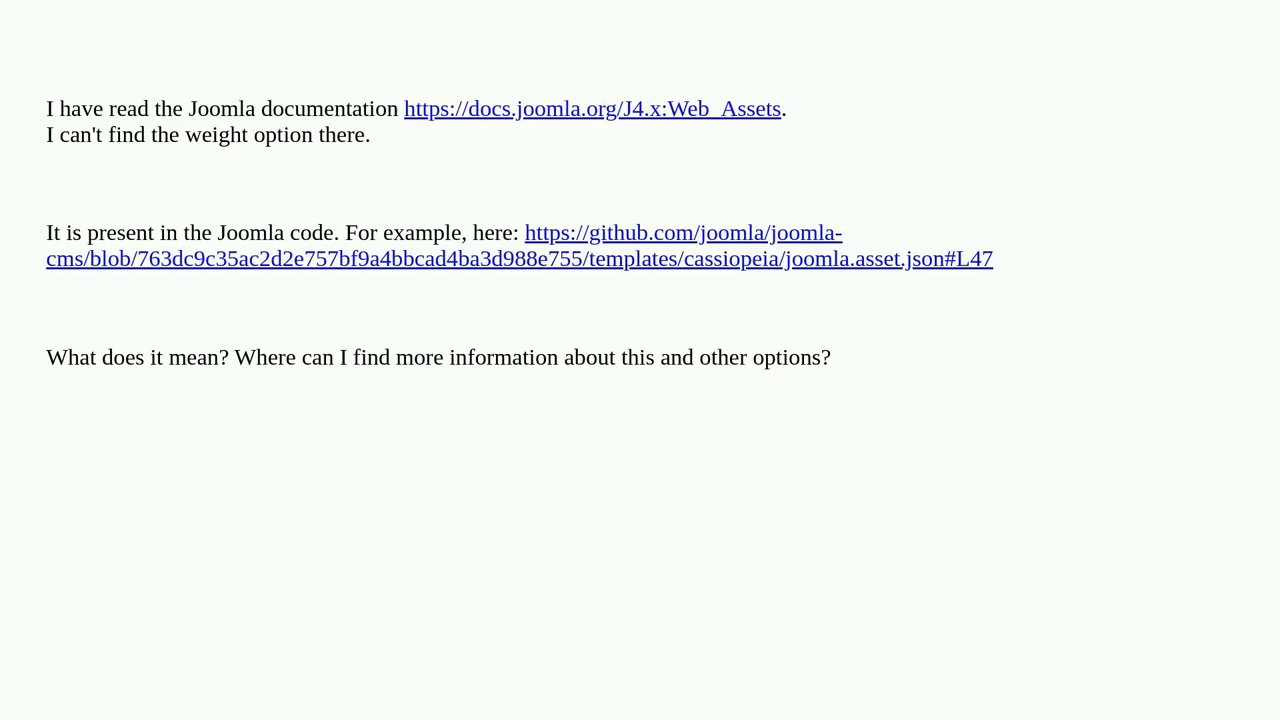 I have read the Joomla documentation https://docs.joomla.org/J4.x:Web_Assets.
I can't find the weight option there.
It is present in the Joomla code. For example, here: https://github.com/joomla/joomla-
cms/blob/763dc9c35ac2d2e757bf9a4bbcad4ba3d988e755/templates/cassiopeia/joomla.asset.json#L47
What does it mean? Where can I find more information about this and other options?